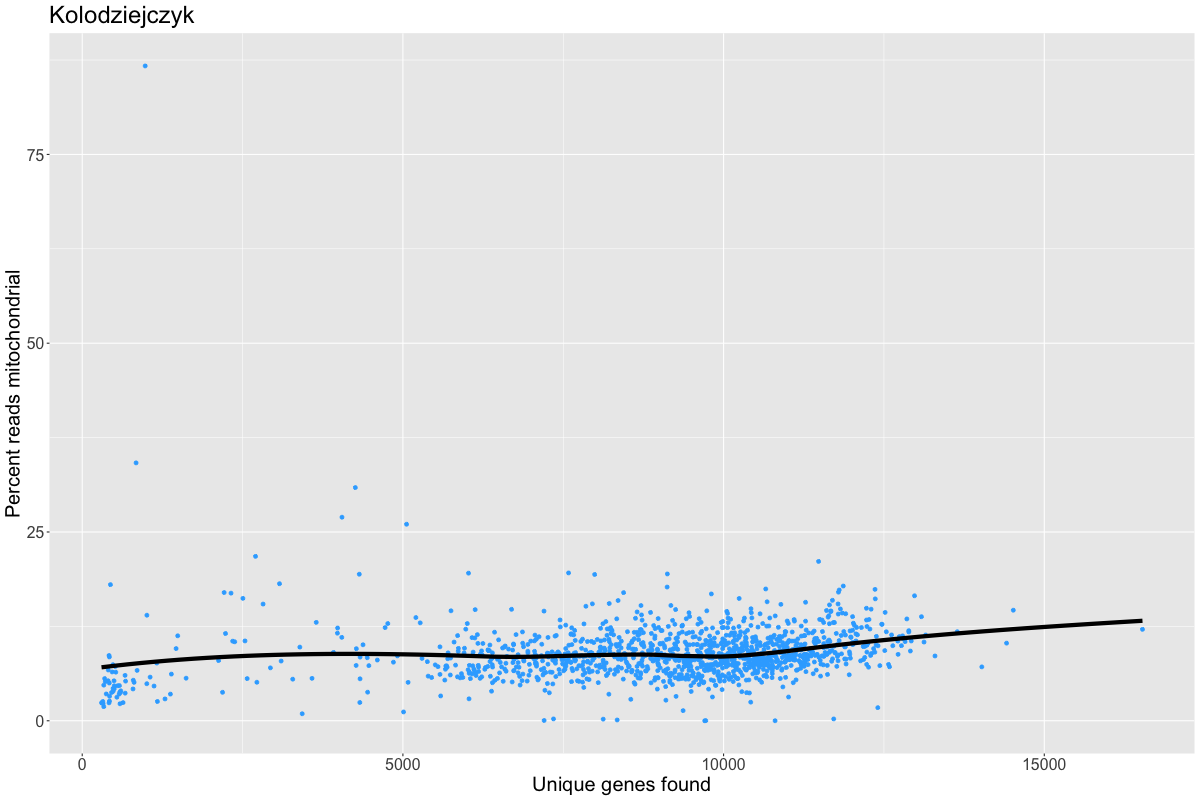 Kolodziejczyk
Percent reads mitochondrial
75
50
25
0
0 5000 10000 15000
Unique genes found